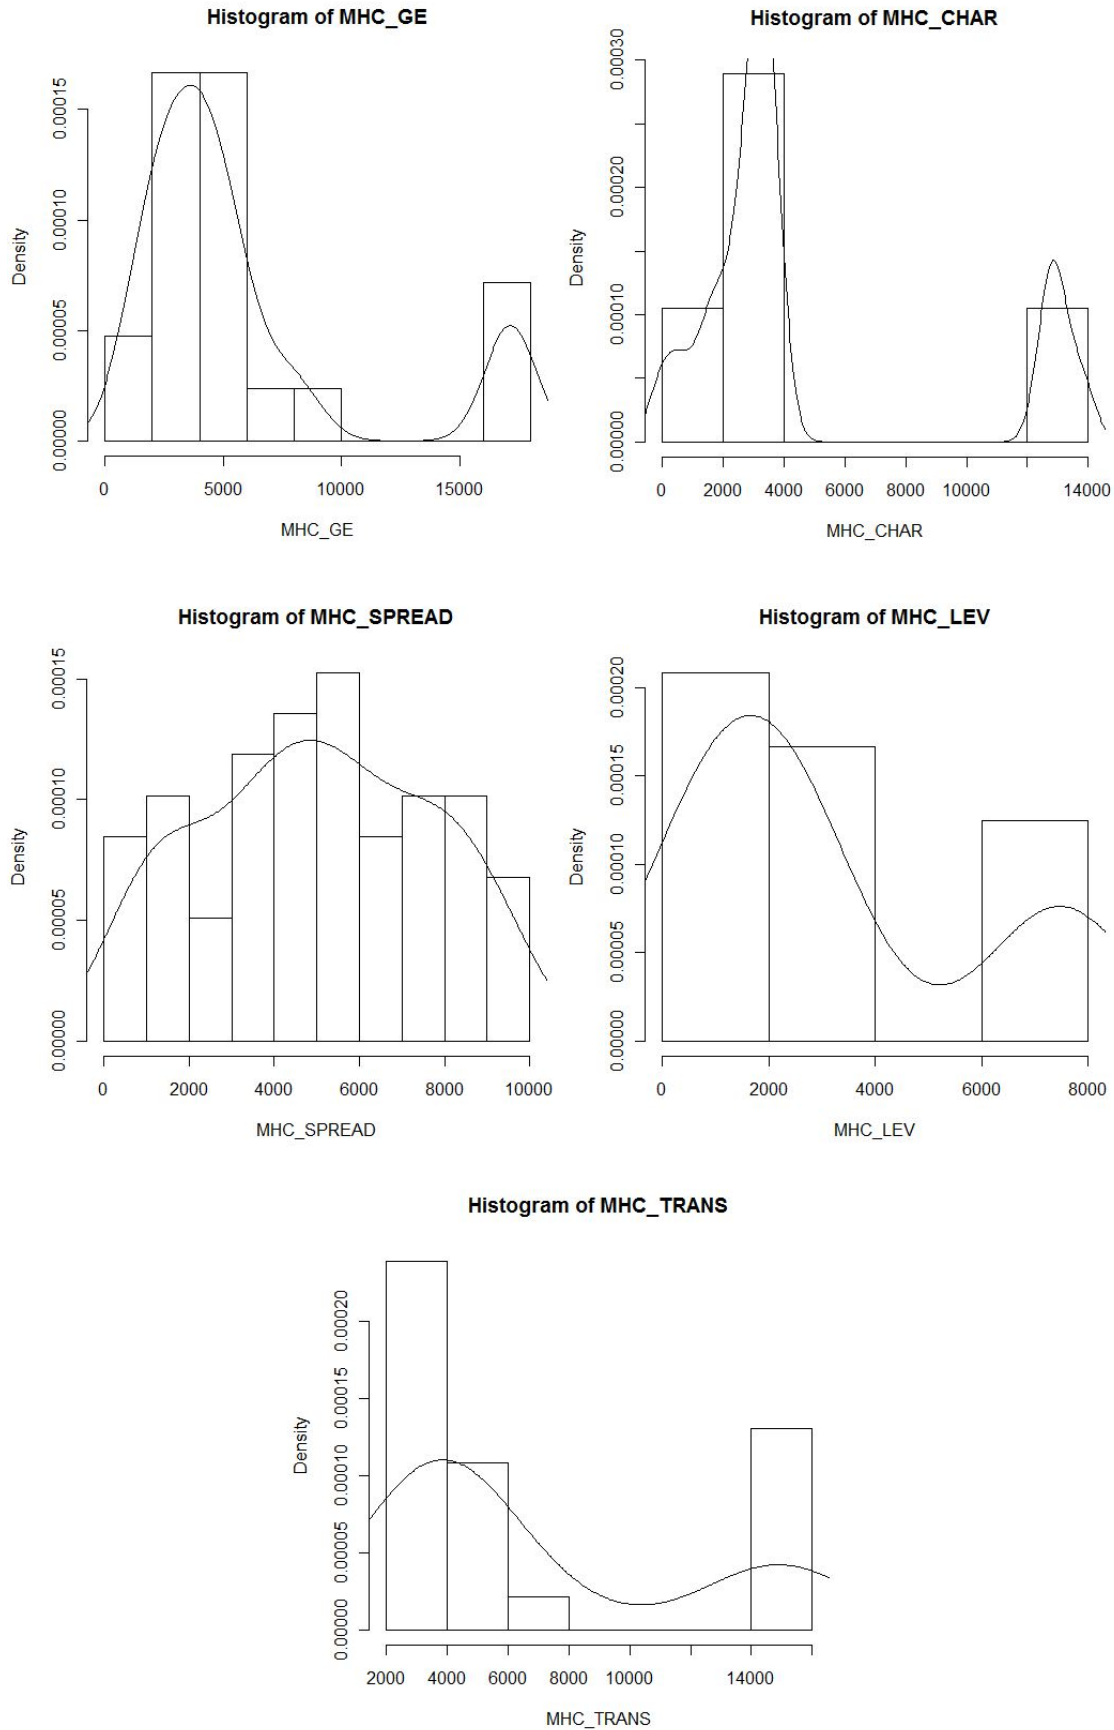 Histogram of MHC_GE
0.00015
0.00010
0.00005
0.00000
Density
0 5000 10000 15000
MHC_GE
Histogram of MHC_CHAR
0.00030
0.00020
0.00010
0.00000
Density
0 2000 4000 6000 8000 10000 14000
MHC_CHAR
Histogram of MHC_SPREAD
0.00015
0.00010
0.00005
0.00000
Density
0 2000 4000 6000 8000 10000
MHC_SPREAD
Histogram of MHC_LEV
0.00020
0.00015
0.00010
0.00005
0.00000
Density
0 2000 4000 6000 8000
MHC_LEV
Histogram of MHC_TRANS
0.00020
0.00015
0.00010
0.00005
0.00000
Density
2000 4000 6000 8000 10000 14000
MHC_TRANS